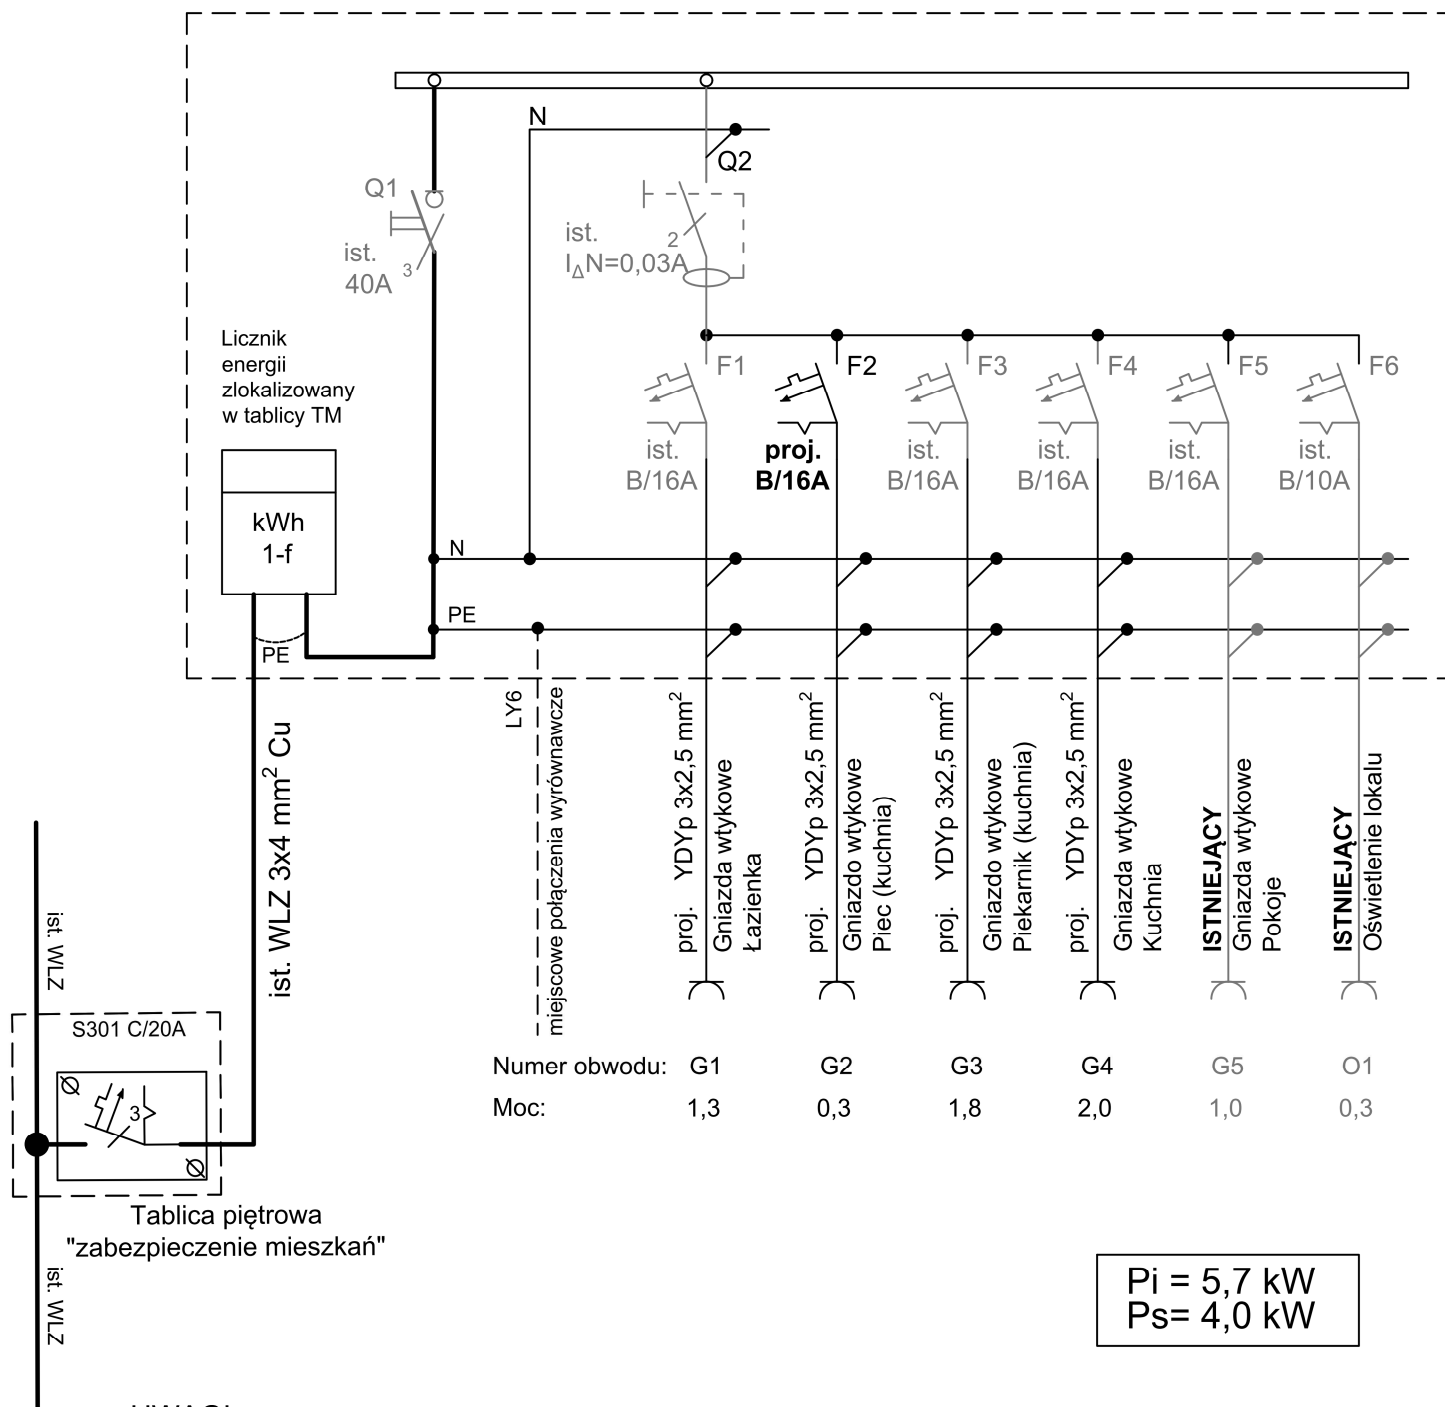 N
Q2
Q1
ist.
40A
3
ist.
2
I∆N=0,03A
Licznik
energii
zlokalizowany
w tablicy TM
kWh
1-f
F1
F2
F3
F4
F5
F6
ist.
B/16A
proj.
B/16A
ist.
B/16A
ist.
B/16A
ist.
B/16A
ist.
B/10A
N
PE
PE
LY6
miejscowe połączenia wyrównawcze
proj. YDYp 3x2,5 mm²
Gniazda wtykowe
Łazienka
proj. YDYp 3x2,5 mm²
Gniazdo wtykowe
Piec (kuchnia)
proj. YDYp 3x2,5 mm²
Gniazdo wtykowe
Piekarnik (kuchnia)
proj. YDYp 3x2,5 mm²
Gniazda wtykowe
Kuchnia
ISTNIEJĄCY
Gniazda wtykowe
Pokoje
ISTNIEJĄCY
Oświetlenie lokalu
ist. WLZ 3x4 mm² Cu
ist. WLZ
S301 C/20A
3
Numer obwodu: G1 G2 G3 G4 G5 O1
Moc: 1,3 0,3 1,8 2,0 1,0 0,3
Tablica piętrowa
"zabezpieczenie mieszkań"
ist. WLZ
Pi = 5,7 kW
Ps= 4,0 kW